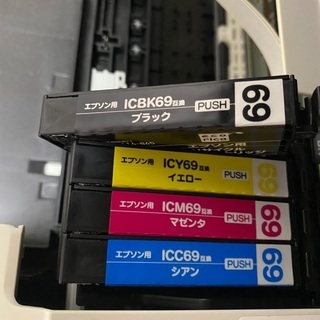 エプソン用 ICBK69互換 PUSH 69
ブラック
エプソン用 ICY69互換 PUSH 69
イエロー
エプソン用 ICM69互換 PUSH 69
マゼンタ
エプソン用 ICC69互換 PUSH 69
シアン